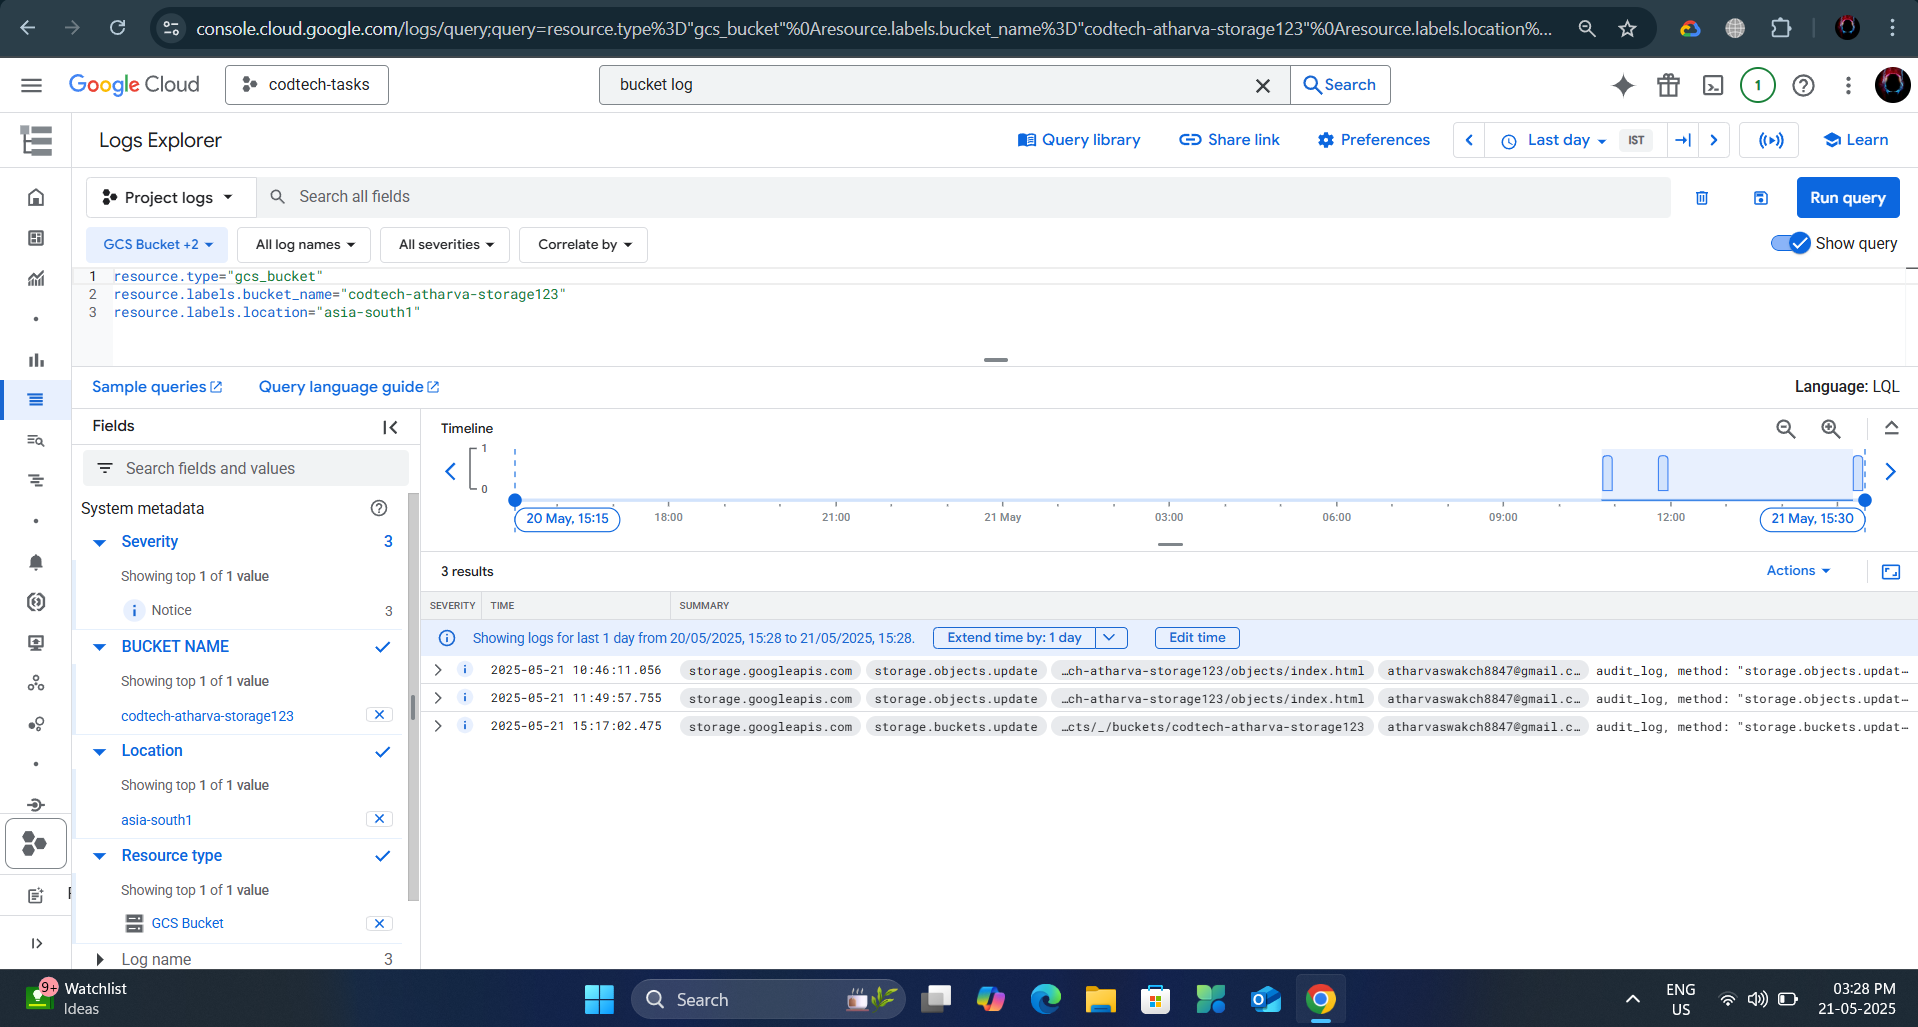 console.cloud.google.com/logs/query;query=resource.type%3D"gcs_bucket"%0Aresource.labels.bucket_name%3D"codtech-atharva-storage123"%0Aresource.labels.location%...
Google Cloud
codtech-tasks
bucket log
Search
1
Logs Explorer
Query library
Share link
Preferences
Last day
IST
Learn
Project logs
Search all fields
Run query
GCS Bucket +2
All log names
All severities
Correlate by
Show query
1 resource.type="gcs_bucket"
2 resource.labels.bucket_name="codtech-atharva-storage123"
3 resource.labels.location="asia-south1"
Sample queries
Query language guide
Language: LQL
Fields
Search fields and values
System metadata
Severity 3
Showing top 1 of 1 value
Notice 3
BUCKET NAME
Showing top 1 of 1 value
codtech-atharva-storage123
Location
Showing top 1 of 1 value
asia-south1
Resource type
Showing top 1 of 1 value
GCS Bucket
Log name 3
Timeline
1
0
20 May, 15:15
18:00
21:00
21 May
03:00
06:00
09:00
12:00
21 May, 15:30
3 results
Actions
SEVERITY TIME SUMMARY
Showing logs for last 1 day from 20/05/2025, 15:28 to 21/05/2025, 15:28.
Extend time by: 1 day
Edit time
2025-05-21 10:46:11.056 storage.googleapis.com storage.objects.update …ch-atharva-storage123/objects/index.html atharvaswakch8847@gmail.c… audit_log, method: "storage.objects.updat…
2025-05-21 11:49:57.755 storage.googleapis.com storage.objects.update …ch-atharva-storage123/objects/index.html atharvaswakch8847@gmail.c… audit_log, method: "storage.objects.updat…
2025-05-21 15:17:02.475 storage.googleapis.com storage.buckets.update …cts/_/buckets/codtech-atharva-storage123 atharvaswakch8847@gmail.c… audit_log, method: "storage.buckets.updat…
9+
Watchlist
Ideas
Search
ENG
US
03:28 PM
21-05-2025